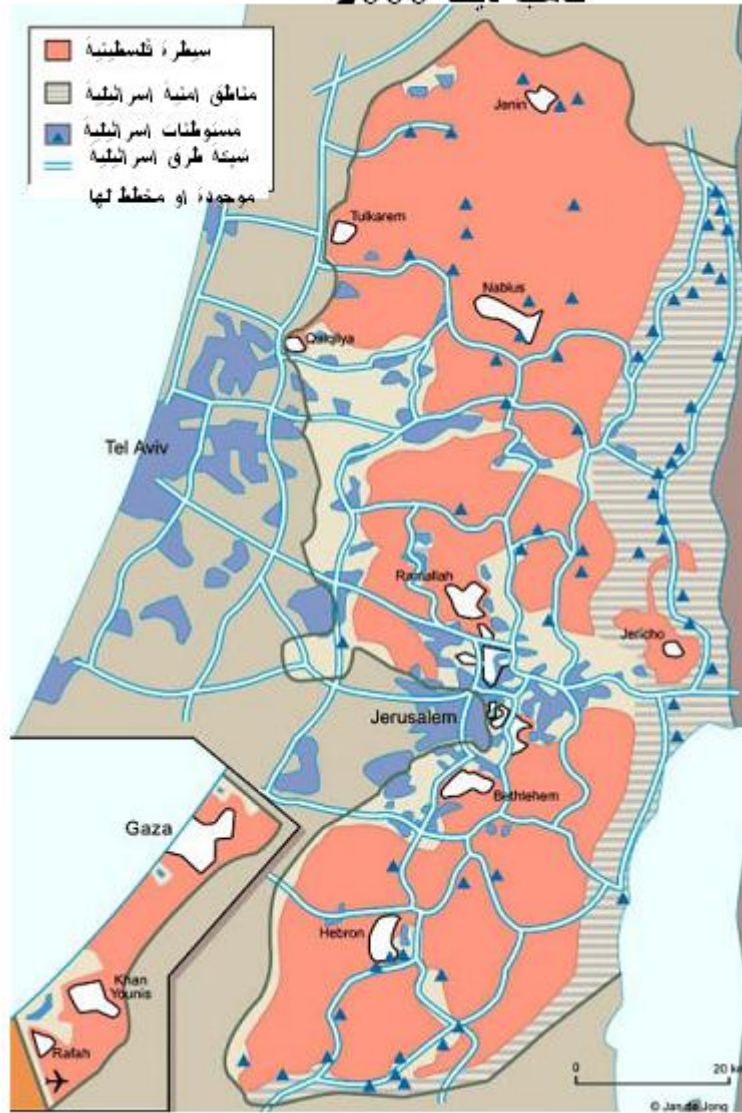 2000
سيطرة فلسطينية
مناطق امنية اسرائيلية
مستوطنات اسرائيلية
شبكة طرق اسرائيلية
موجودة او مخطط لها
Jenin
Tulkarem
Nablus
Qalqilya
Tel Aviv
Ramallah
Jericho
Jerusalem
Bethlehem
Gaza
Hebron
Khan
Younis
Rafah
0 20 km
© Jan de Jong